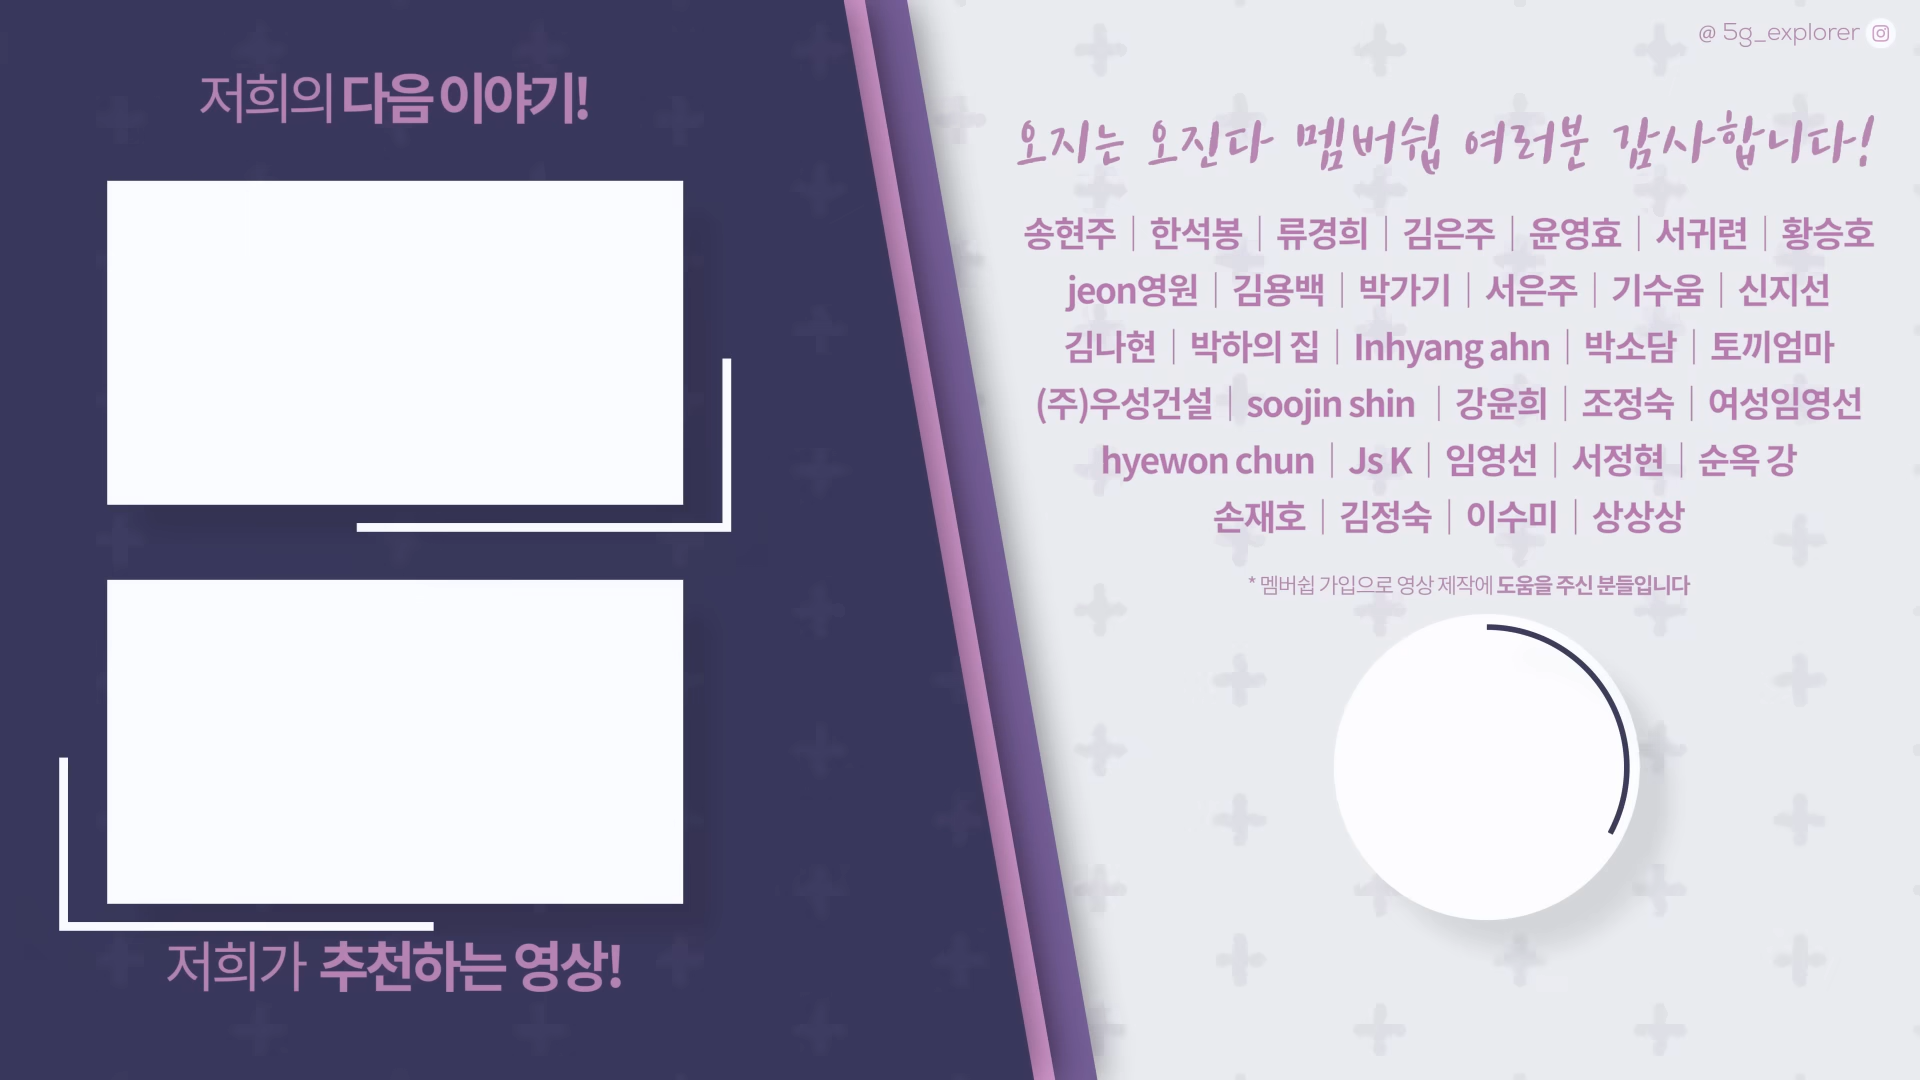 저희의 다음 이야기!
저희가 추천하는 영상!
@ 5g_explorer
오지는 오진다 멤버쉽 여러분 감사합니다!
송현주 | 한석봉 | 류경희 | 김은주 | 윤영효 | 서귀련 | 황승호
jeon영원 | 김용백 | 박가기 | 서은주 | 기수움 | 신지선
김나현 | 박하의 집 | Inhyang ahn | 박소담 | 토끼엄마
(주)우성건설 | soojin shin | 강윤희 | 조정숙 | 여성임영선
hyewon chun | Js K | 임영선 | 서정현 | 순옥 강
손재호 | 김정숙 | 이수미 | 상상상
* 멤버쉽 가입으로 영상 제작에 도움을 주신 분들입니다